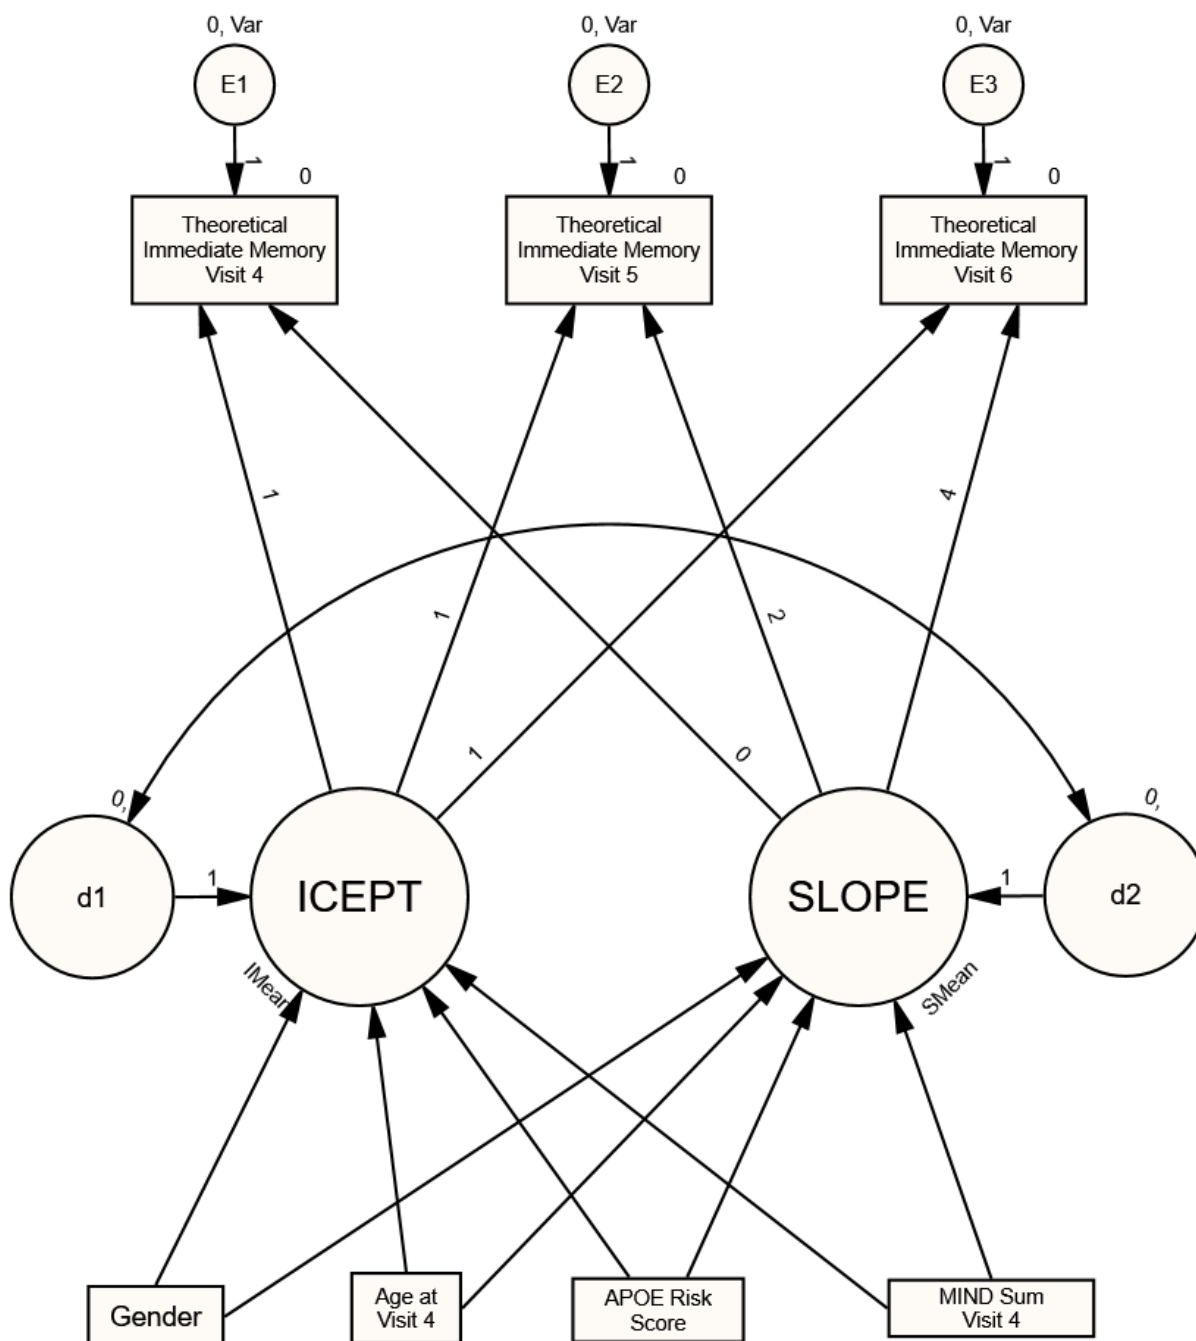 0, Var
0, Var
0, Var
E1
E2
E3
1
1
1
0
0
0
Theoretical
Immediate Memory
Visit 4
Theoretical
Immediate Memory
Visit 5
Theoretical
Immediate Memory
Visit 6
1
4
1
2
1
0
0,
0,
d1
1
ICEPT
SLOPE
1
d2
IMean
SMean
Gender
Age at
Visit 4
APOE Risk
Score
MIND Sum
Visit 4